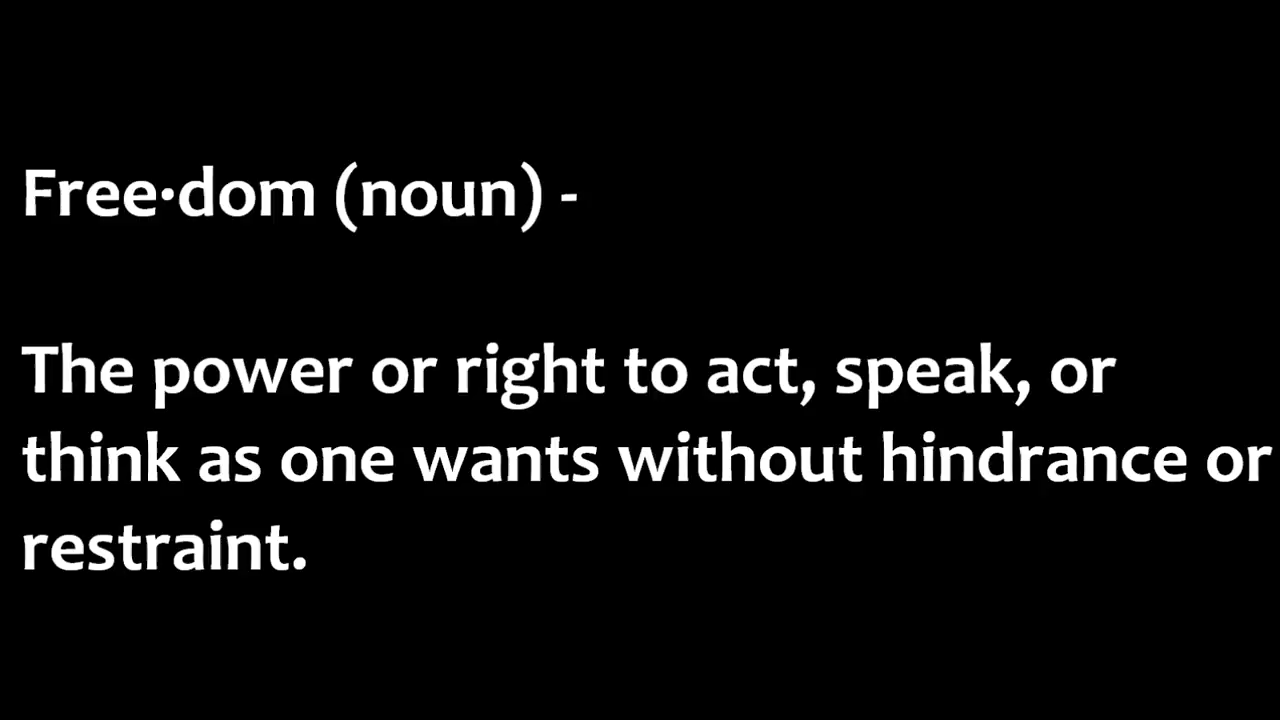 Free·dom (noun) -
The power or right to act, speak, or
think as one wants without hindrance or
restraint.